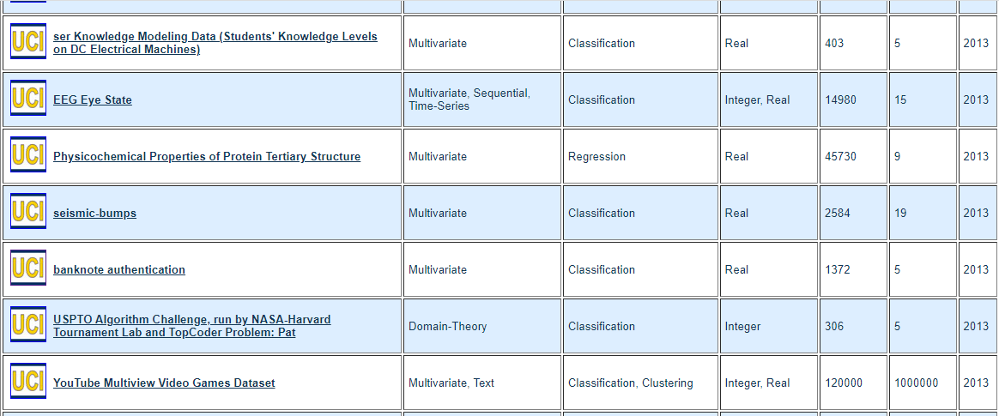 UCI
ser Knowledge Modeling Data (Students' Knowledge Levels
on DC Electrical Machines)
Multivariate
Classification
Real
403
5
2013
UCI
EEG Eye State
Multivariate, Sequential,
Time-Series
Classification
Integer, Real
14980
15
2013
UCI
Physicochemical Properties of Protein Tertiary Structure
Multivariate
Regression
Real
45730
9
2013
UCI
seismic-bumps
Multivariate
Classification
Real
2584
19
2013
UCI
banknote authentication
Multivariate
Classification
Real
1372
5
2013
UCI
USPTO Algorithm Challenge, run by NASA-Harvard
Tournament Lab and TopCoder Problem: Pat
Domain-Theory
Classification
Integer
306
5
2013
UCI
YouTube Multiview Video Games Dataset
Multivariate, Text
Classification, Clustering
Integer, Real
120000
1000000
2013